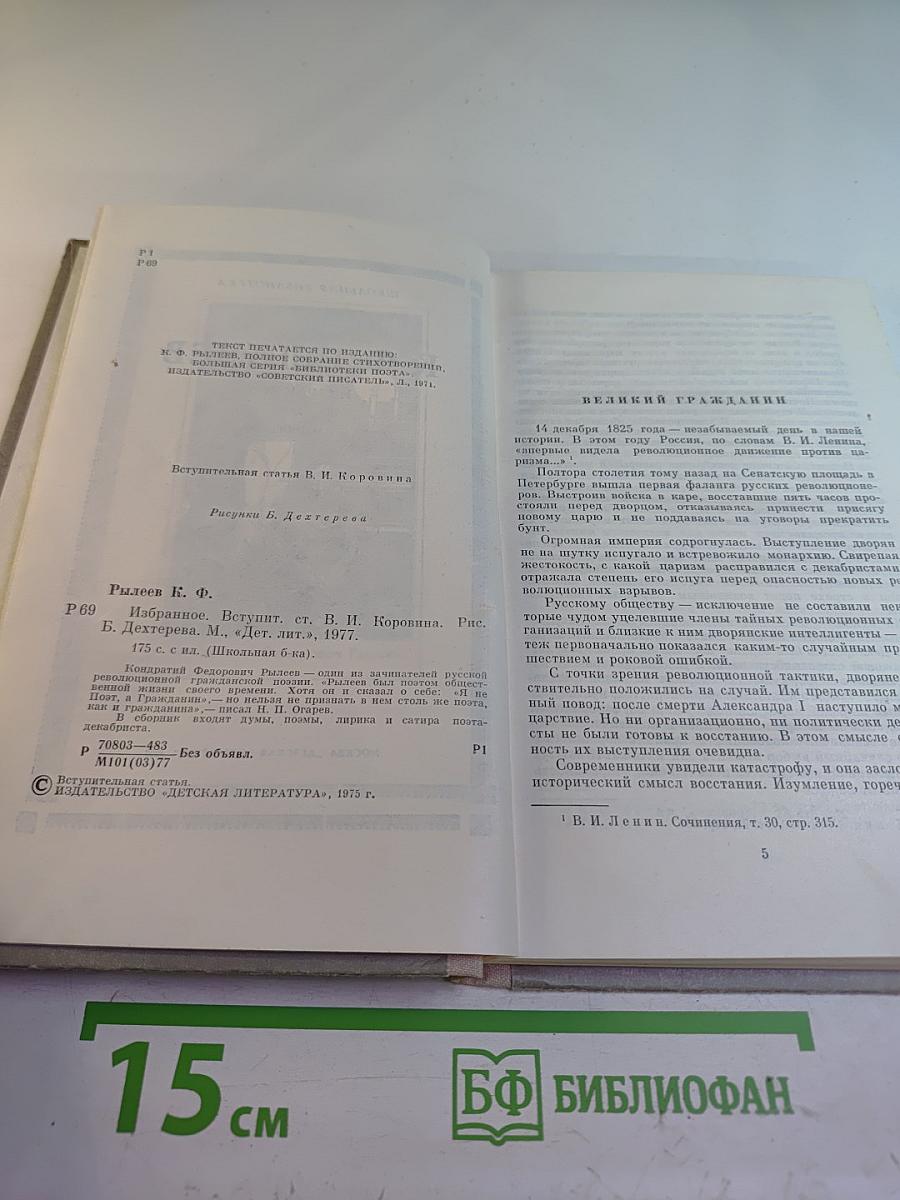 Р 1
Р 69
ТЕКСТ ПЕЧАТАЕТСЯ ПО ИЗДАНИЮ:
К. Ф. РЫЛЕЕВ, ПОЛНОЕ СОБРАНИЕ СТИХОТВОРЕНИЙ,
БОЛЬШАЯ СЕРИЯ «БИБЛИОТЕКИ ПОЭТА».
ИЗДАТЕЛЬСТВО «СОВЕТСКИЙ ПИСАТЕЛЬ», Л., 1971.
Вступительная статья В. И. Коровина
Рисунки Б. Дехтерева
Рылеев К. Ф.
Р 69 Избранное. Вступит. ст. В. И. Коровина. Рис.
Б. Дехтерева. М., «Дет. лит.», 1977.
175 с. с ил. (Школьная б-ка).
Кондратий Федорович Рылеев — один из зачинателей русской
революционной гражданской поэзии. «Рылеев был поэтом общест-
венной жизни своего времени. Хотя он и сказал о себе: «Я не
Поэт, а Гражданин»,— но нельзя не признать в нем столь же поэта,
как и гражданина»,— писал Н. П. Огарев.
В сборник входят думы, поэмы, лирика и сатира поэта-
декабриста.
Р 70803—483
М101(03)77 Без объявл. Р1
© Вступительная статья.
ИЗДАТЕЛЬСТВО «ДЕТСКАЯ ЛИТЕРАТУРА», 1975 г.
ВЕЛИКИЙ ГРАЖДАНИН
14 декабря 1825 года — незабываемый день в нашей
истории. В этом году Россия, по словам В. И. Ленина,
«впервые видела революционное движение против ца-
ризма...» ¹.
Полтора столетия тому назад на Сенатскую площадь в
Петербурге вышла первая фаланга русских революционе-
ров. Выстроив войска в каре, восставшие пять часов про-
стояли перед дворцом, отказываясь принести присягу
новому царю и не поддаваясь на уговоры прекратить
бунт.
Огромная империя содрогнулась. Выступление дворян
не на шутку испугало и встревожило монархию. Свирепая
жестокость, с какой царизм расправился с декабристами
отражала степень его испуга перед опасностью новых ре
волюционных взрывов.
Русскому обществу — исключение не составили нек
торые чудом уцелевшие члены тайных революционных
ганизаций и близкие к ним дворянские интеллигенты —
теж первоначально показался каким-то случайным пр
шествием и роковой ошибкой.
С точки зрения революционной тактики, дворяне
ствительно положились на случай. Им представился
ный повод: после смерти Александра I наступило м
царствие. Но ни организационно, ни политически де
сты не были готовы к восстанию. В этом смысле
ность их выступления очевидна.
Современники увидели катастрофу, и она засло
исторический смысл восстания. Изумление, гореч
¹ В. И. Ленин. Сочинения, т. 30, стр. 315.
5
15 см
БФ БИБЛИОФАН